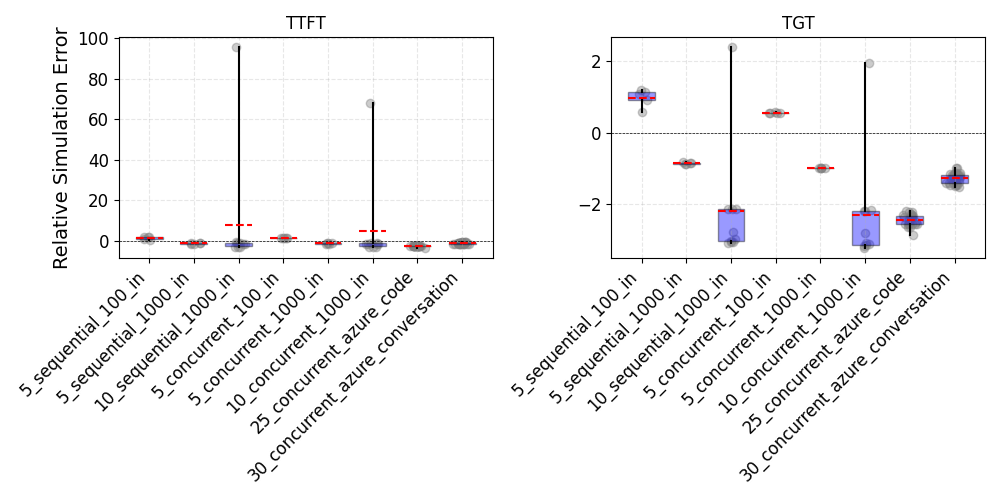 TTFT
Relative Simulation Error
100
80
60
40
20
0
5_sequential_100_in
5_sequential_1000_in
10_sequential_1000_in
5_concurrent_100_in
5_concurrent_1000_in
10_concurrent_1000_in
25_concurrent_azure_code
30_concurrent_azure_conversation
TGT
2
0
−2
5_sequential_100_in
5_sequential_1000_in
10_sequential_1000_in
5_concurrent_100_in
5_concurrent_1000_in
10_concurrent_1000_in
25_concurrent_azure_code
30_concurrent_azure_conversation